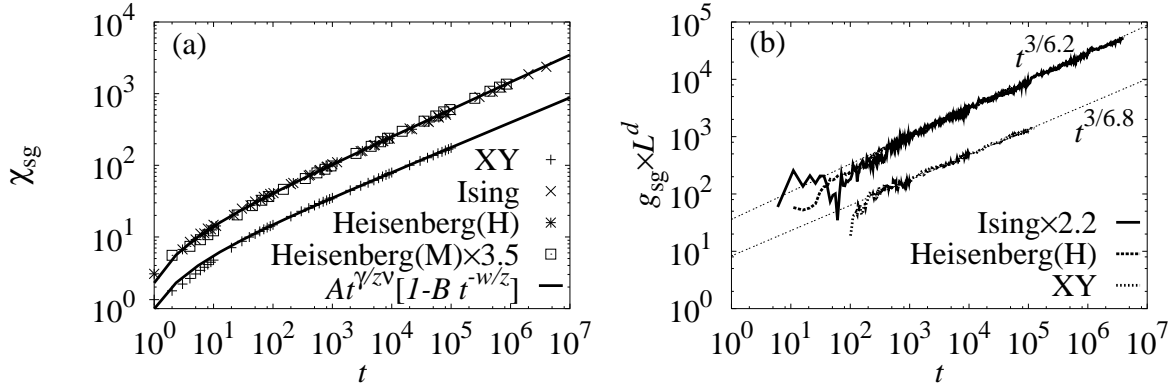 (a)
χsg
10^4
10^3
10^2
10^1
10^0
XY
Ising
Heisenberg(H)
Heisenberg(M)×3.5
At^{γ/zν}[1-B t^{-w/z}]
10^0 10^1 10^2 10^3 10^4 10^5 10^6 10^7
t
(b)
g_sg×L^d
10^5
10^4
10^3
10^2
10^1
10^0
t^{3/6.2}
t^{3/6.8}
Ising×2.2
Heisenberg(H)
XY
10^0 10^1 10^2 10^3 10^4 10^5 10^6 10^7
t